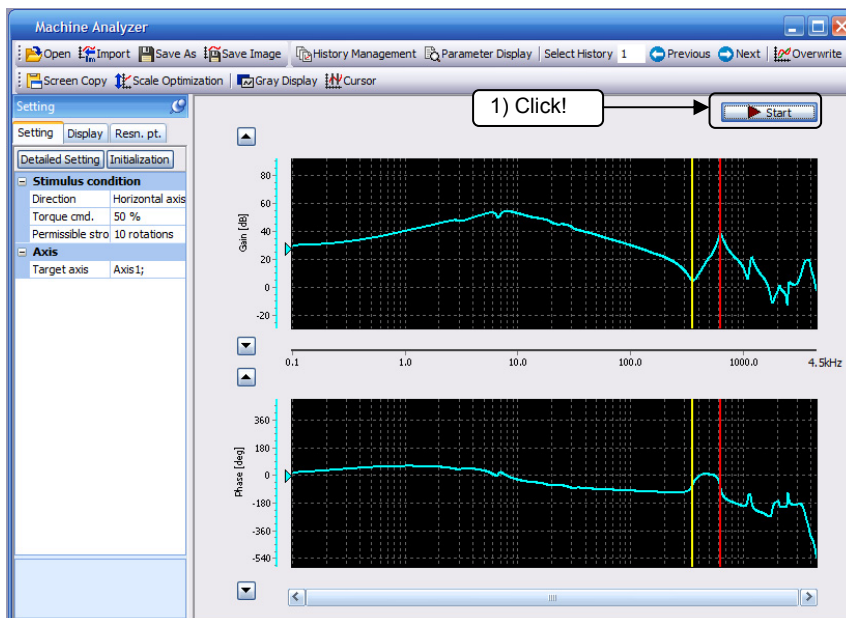 Machine Analyzer
Open Import Save As Save Image History Management Parameter Display Select History 1 Previous Next Overwrite
Screen Copy Scale Optimization Gray Display Cursor
Setting
Setting Display Resn. pt.
Detailed Setting Initialization
Stimulus condition
Direction Horizontal axis
Torque cmd. 50 %
Permissible stro 10 rotations
Axis
Target axis Axis1;
1) Click!
Start
Gain [dB]
80
60
40
20
0
-20
0.1 1.0 10.0 100.0 1000.0 4.5kHz
Phase [deg]
360
180
0
-180
-360
-540